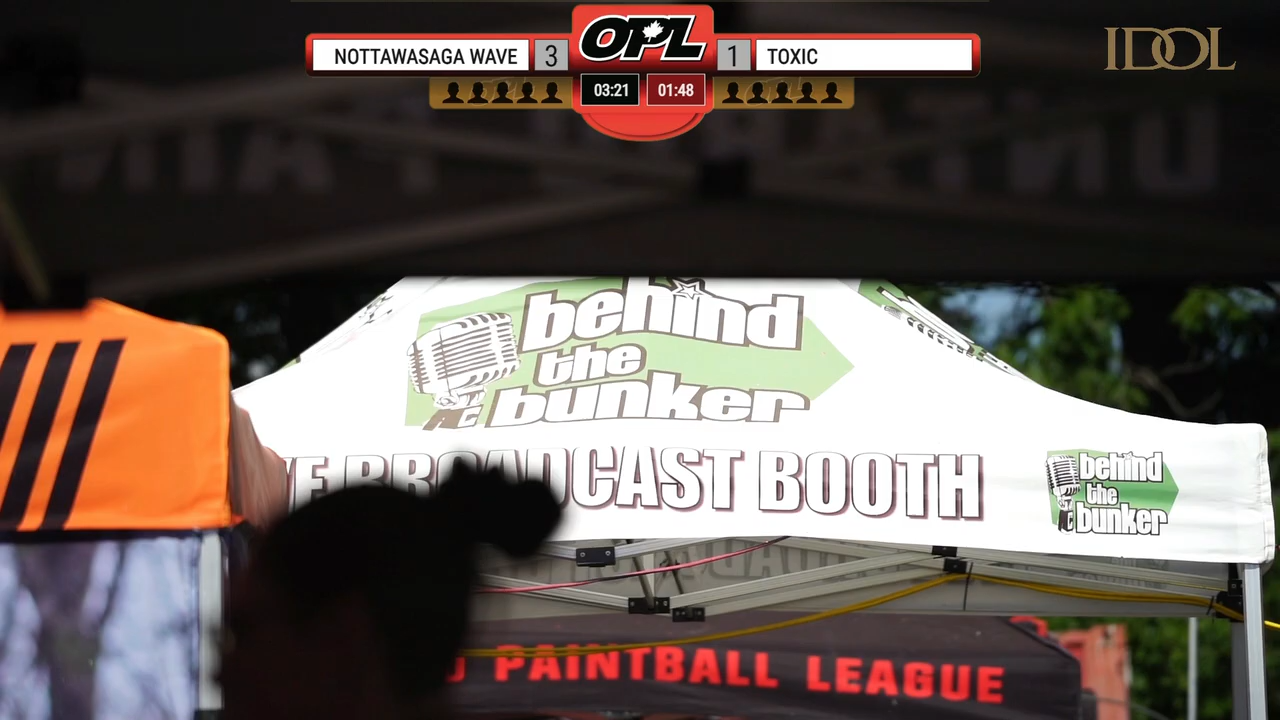 NOTTAWASAGA WAVE 3 OPL 1 TOXIC
IDOL
03:21 01:48
behind
the
bunker
BROADCAST BOOTH
behind
the
bunker
PAINTBALL LEAGUE